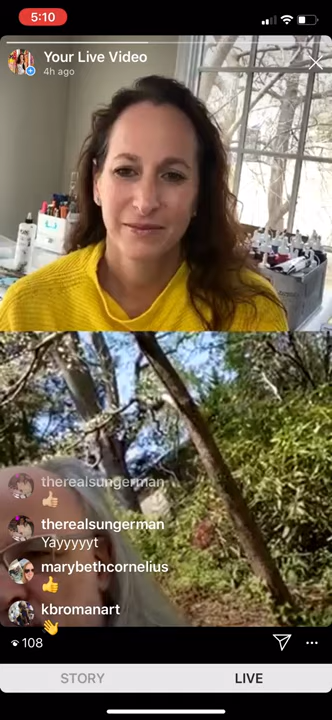 5:10
Your Live Video
4h ago
therealsungerman
therealsungerman
Yayyyyyt
marybethcornelius
kbromanart
108
STORY
LIVE